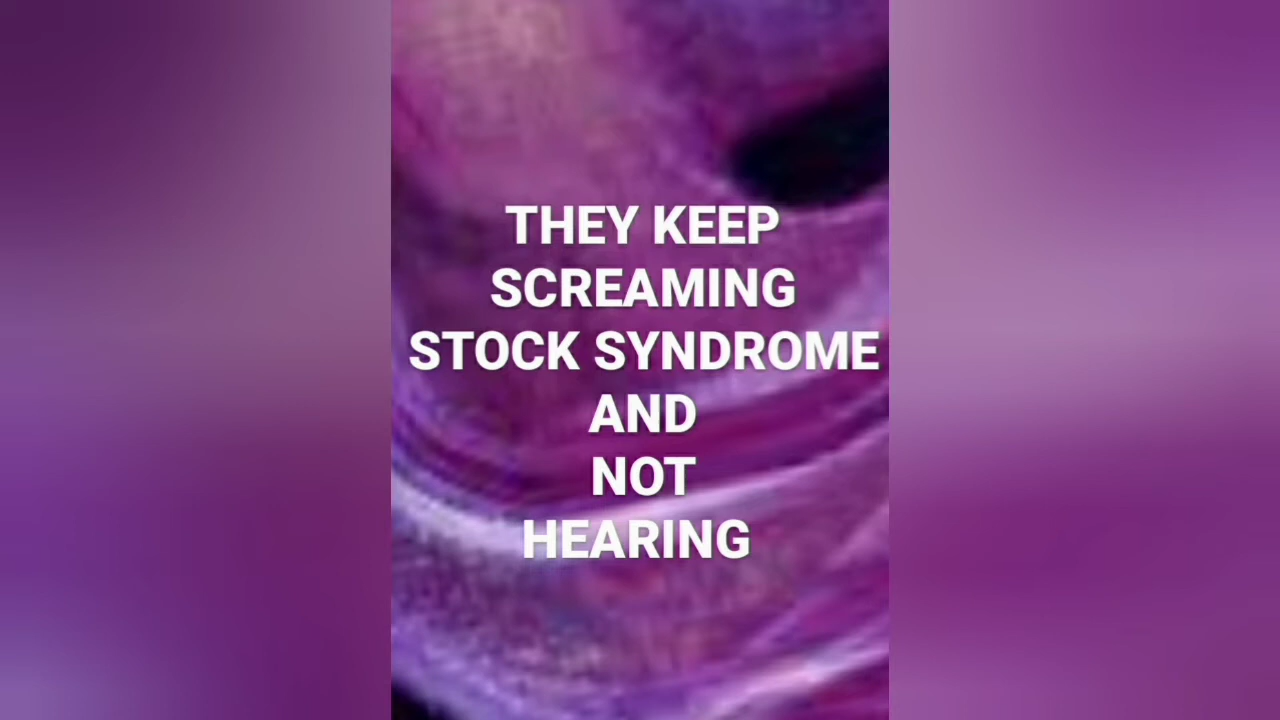 THEY KEEP
SCREAMING
STOCK SYNDROME
AND
NOT
HEARING